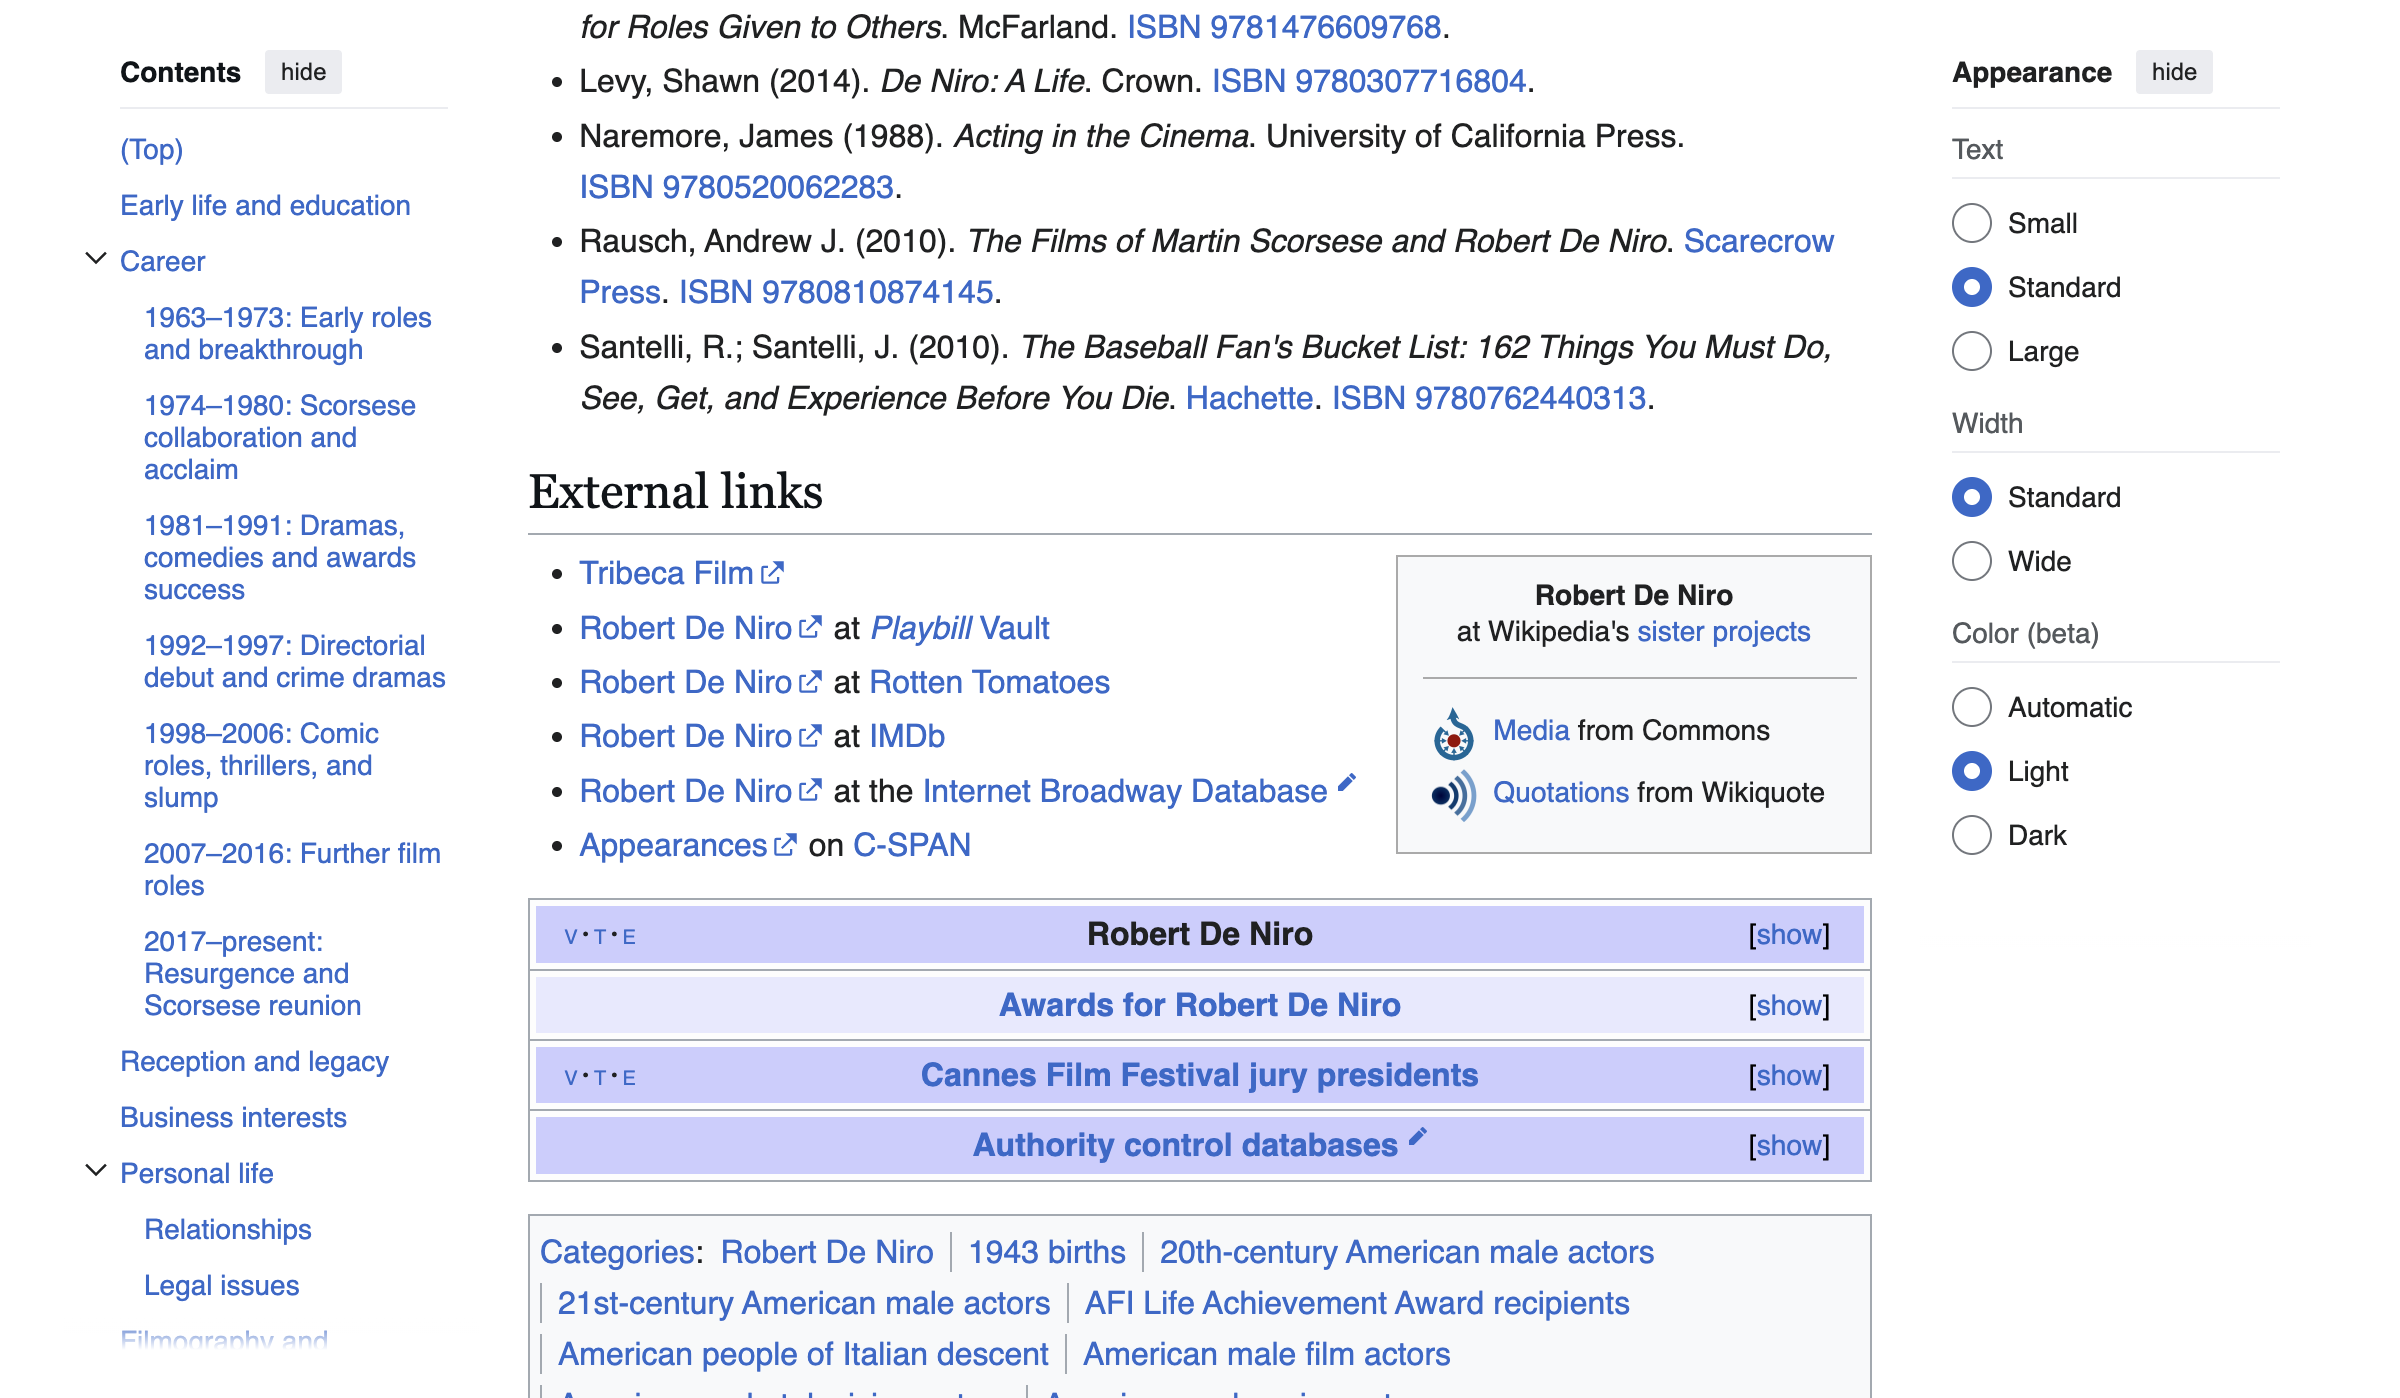 Contents hide
(Top)
Early life and education
Career
1963–1973: Early roles
and breakthrough
1974–1980: Scorsese
collaboration and
acclaim
1981–1991: Dramas,
comedies and awards
success
1992–1997: Directorial
debut and crime dramas
1998–2006: Comic
roles, thrillers, and
slump
2007–2016: Further film
roles
2017–present:
Resurgence and
Scorsese reunion
Reception and legacy
Business interests
Personal life
Relationships
Legal issues
Filmography and
for Roles Given to Others. McFarland. ISBN 9781476609768.
• Levy, Shawn (2014). De Niro: A Life. Crown. ISBN 9780307716804.
• Naremore, James (1988). Acting in the Cinema. University of California Press.
ISBN 9780520062283.
• Rausch, Andrew J. (2010). The Films of Martin Scorsese and Robert De Niro. Scarecrow
Press. ISBN 9780810874145.
• Santelli, R.; Santelli, J. (2010). The Baseball Fan's Bucket List: 162 Things You Must Do,
See, Get, and Experience Before You Die. Hachette. ISBN 9780762440313.
External links
• Tribeca Film
• Robert De Niro at Playbill Vault
• Robert De Niro at Rotten Tomatoes
• Robert De Niro at IMDb
• Robert De Niro at the Internet Broadway Database
• Appearances on C-SPAN
Robert De Niro
at Wikipedia's sister projects
Media from Commons
Quotations from Wikiquote
V·T·E Robert De Niro [show]
Awards for Robert De Niro [show]
V·T·E Cannes Film Festival jury presidents [show]
Authority control databases [show]
Categories: Robert De Niro | 1943 births | 20th-century American male actors
| 21st-century American male actors | AFI Life Achievement Award recipients
| American people of Italian descent | American male film actors
Appearance hide
Text
Small
Standard
Large
Width
Standard
Wide
Color (beta)
Automatic
Light
Dark